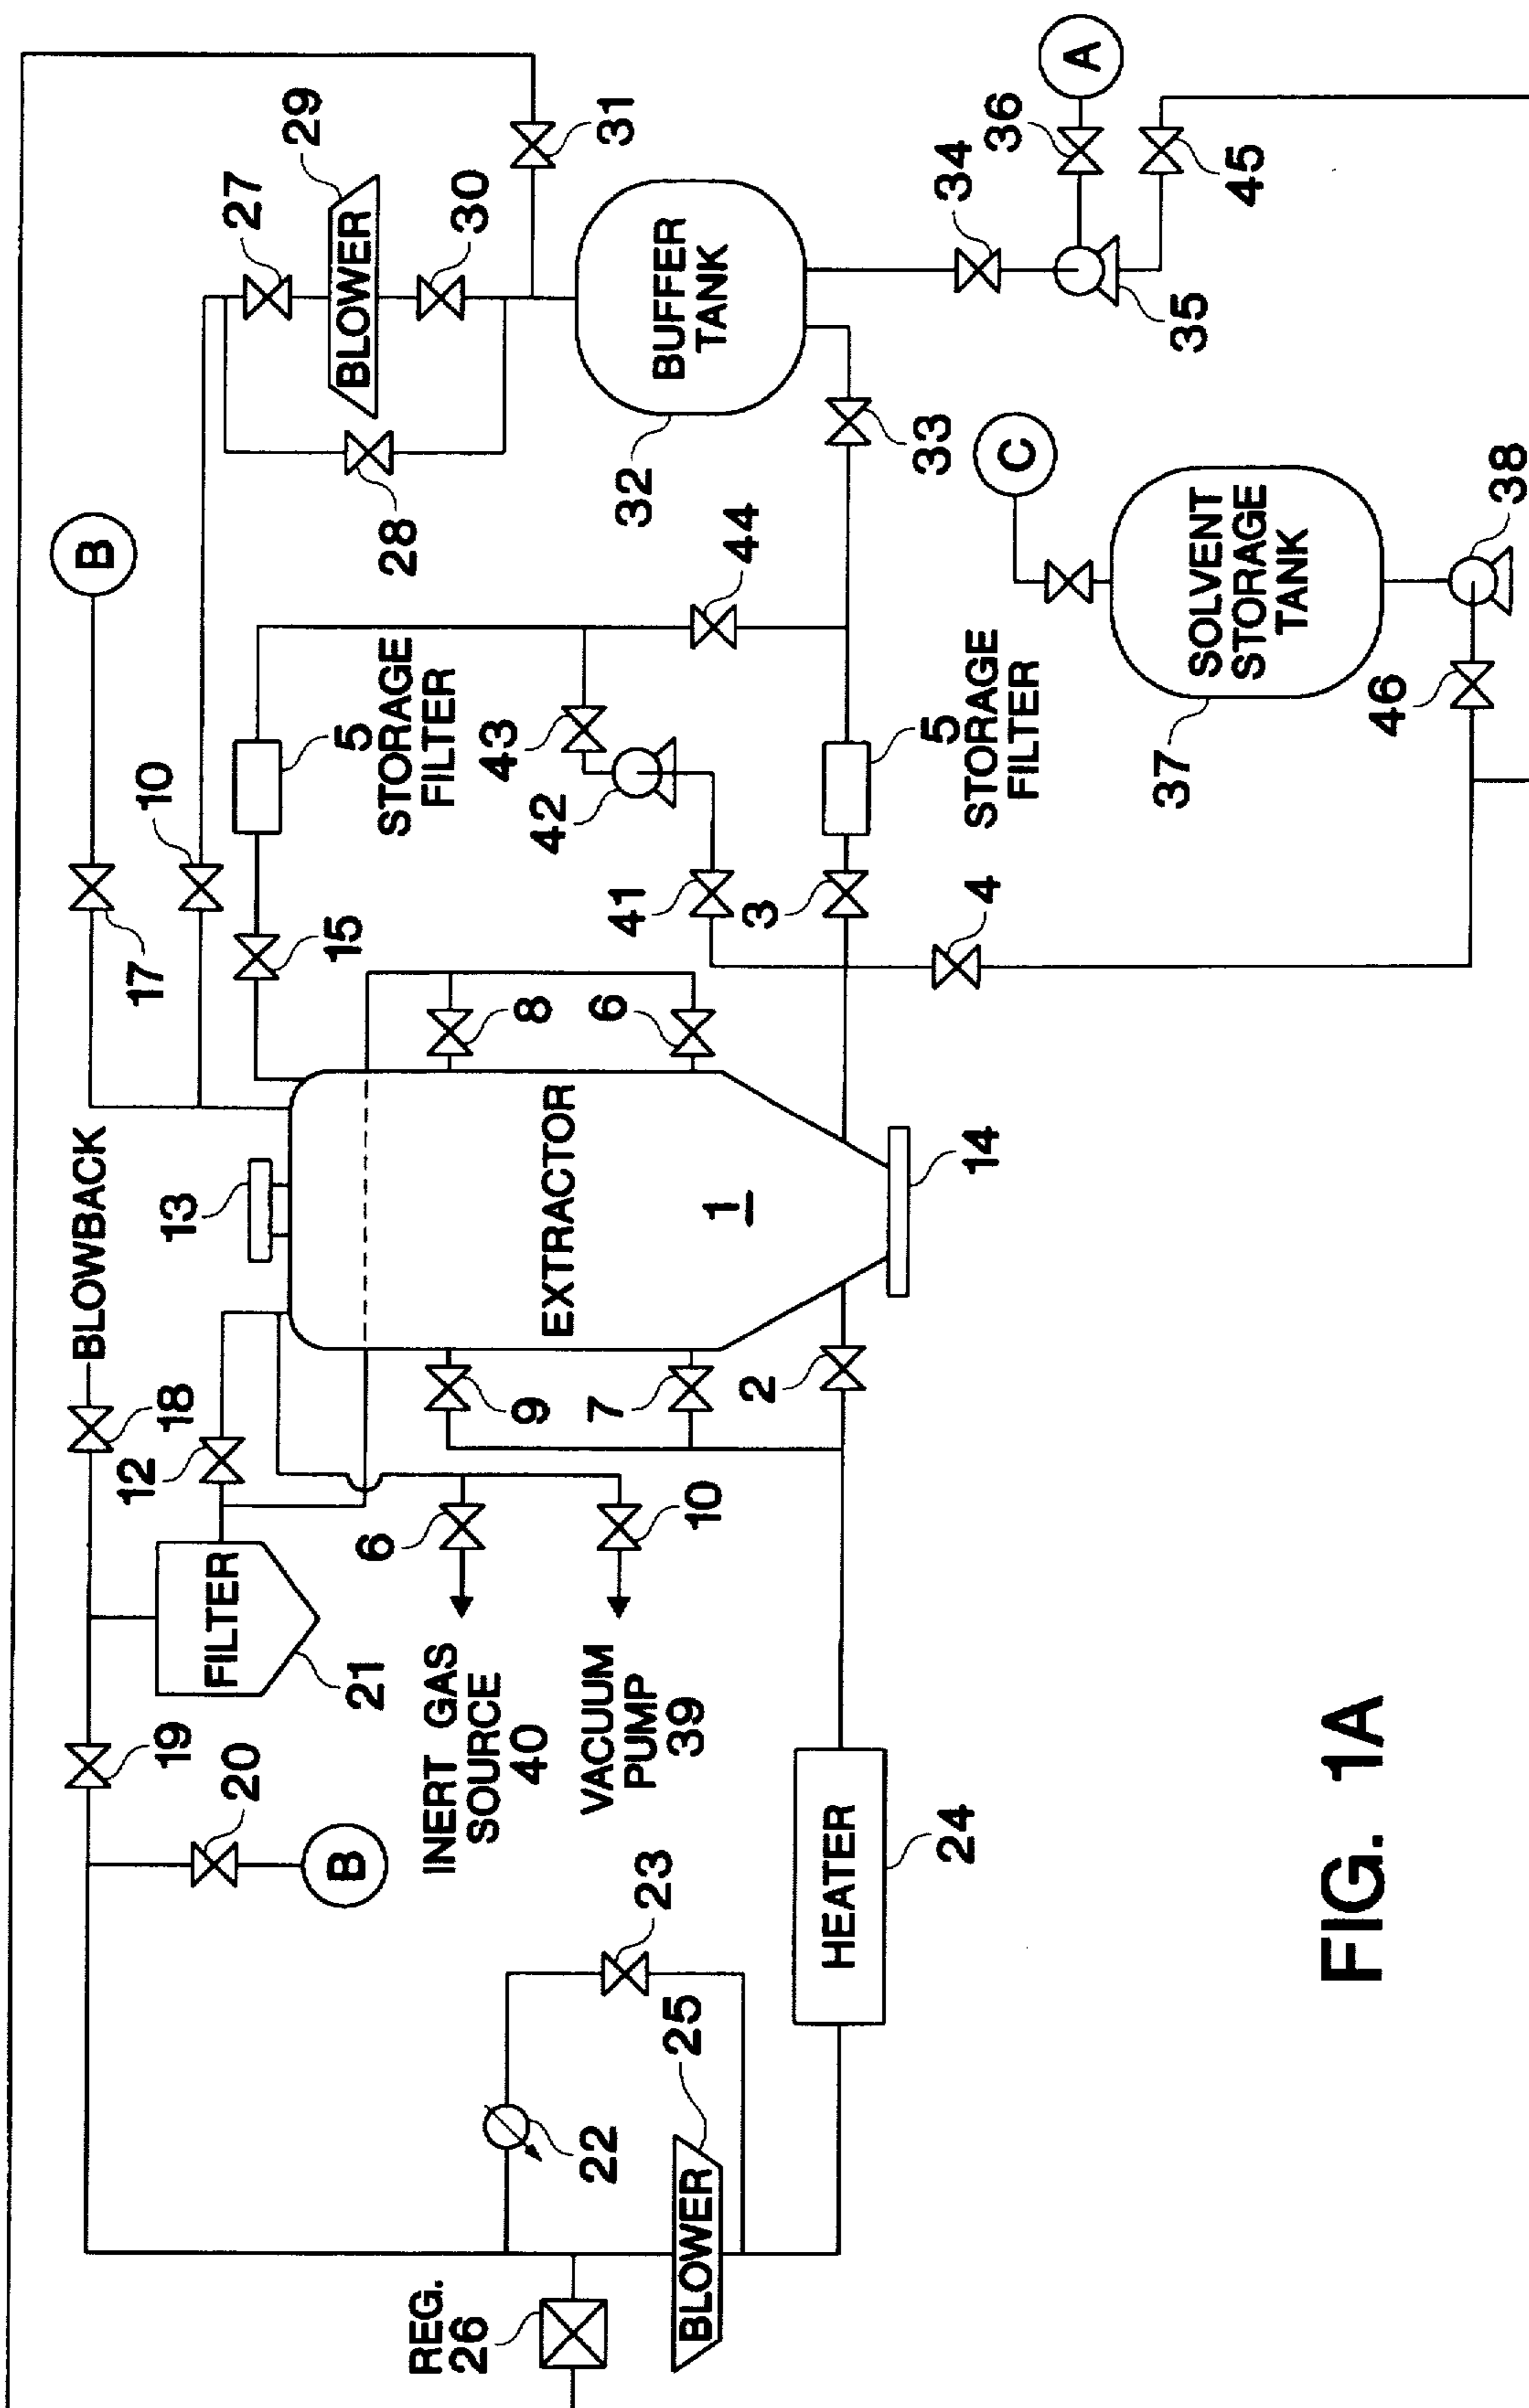 BLOWBACK
B
B
17
10
18
19
20
12
13
15
FILTER
21
5
STORAGE
FILTER
27
29
BLOWER
30
31
28
EXTRACTOR
1
8
6
9
7
2
14
6
10
INERT GAS
SOURCE
40
VACUUM
PUMP
39
43
42
41
44
3
4
5
STORAGE
FILTER
BUFFER
TANK
32
33
34
35
36
A
45
C
SOLVENT
STORAGE
TANK
37
38
46
REG.
26
22
23
25
BLOWER
HEATER
24
FIG. 1A